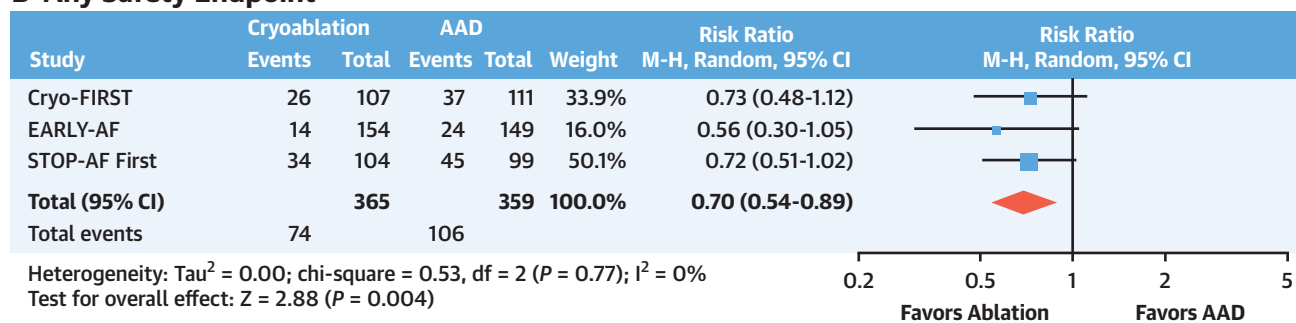 B Any Safety Endpoint
Cryoablation AAD Risk Ratio Risk Ratio
Study Events Total Events Total Weight M-H, Random, 95% CI M-H, Random, 95% CI
Cryo-FIRST 26 107 37 111 33.9% 0.73 (0.48-1.12)
EARLY-AF 14 154 24 149 16.0% 0.56 (0.30-1.05)
STOP-AF First 34 104 45 99 50.1% 0.72 (0.51-1.02)
Total (95% CI) 365 359 100.0% 0.70 (0.54-0.89)
Total events 74 106
Heterogeneity: Tau² = 0.00; chi-square = 0.53, df = 2 (P = 0.77); I² = 0%
Test for overall effect: Z = 2.88 (P = 0.004)
0.2 0.5 1 2 5
Favors Ablation Favors AAD